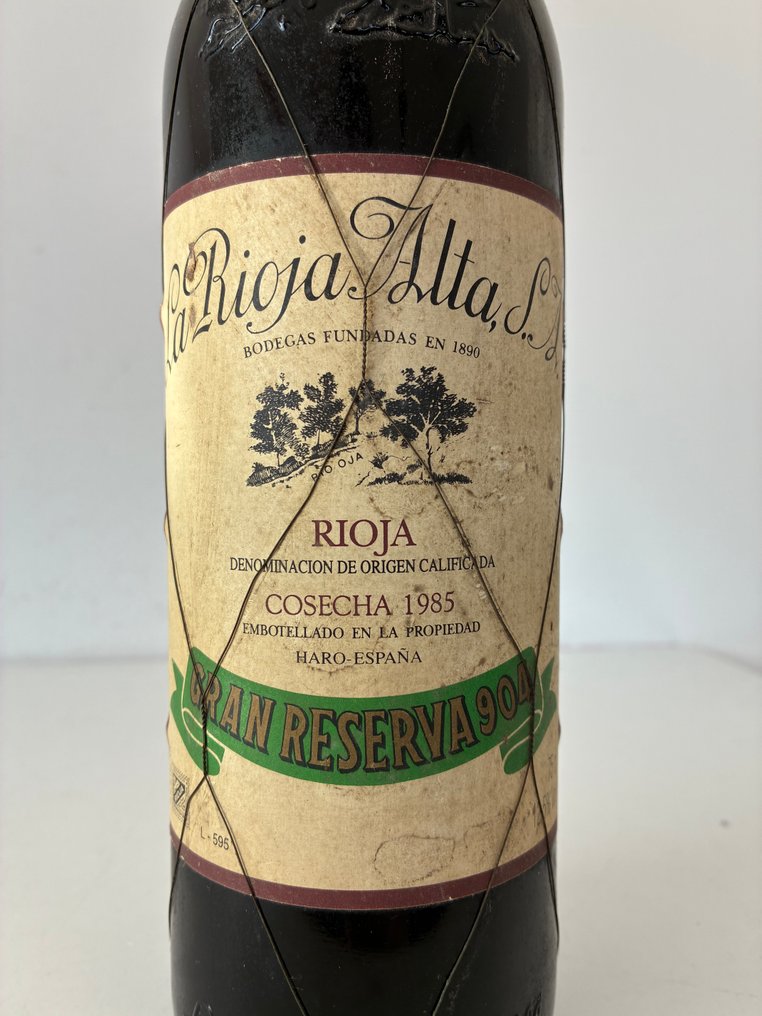 La Rioja Alta, S.A.
BODEGAS FUNDADAS EN 1890
RIO OJA
RIOJA
DENOMINACION DE ORIGEN CALIFICADA
COSECHA 1985
EMBOTELLADO EN LA PROPIEDAD
HARO-ESPAÑA
GRAN RESERVA 904
L-595